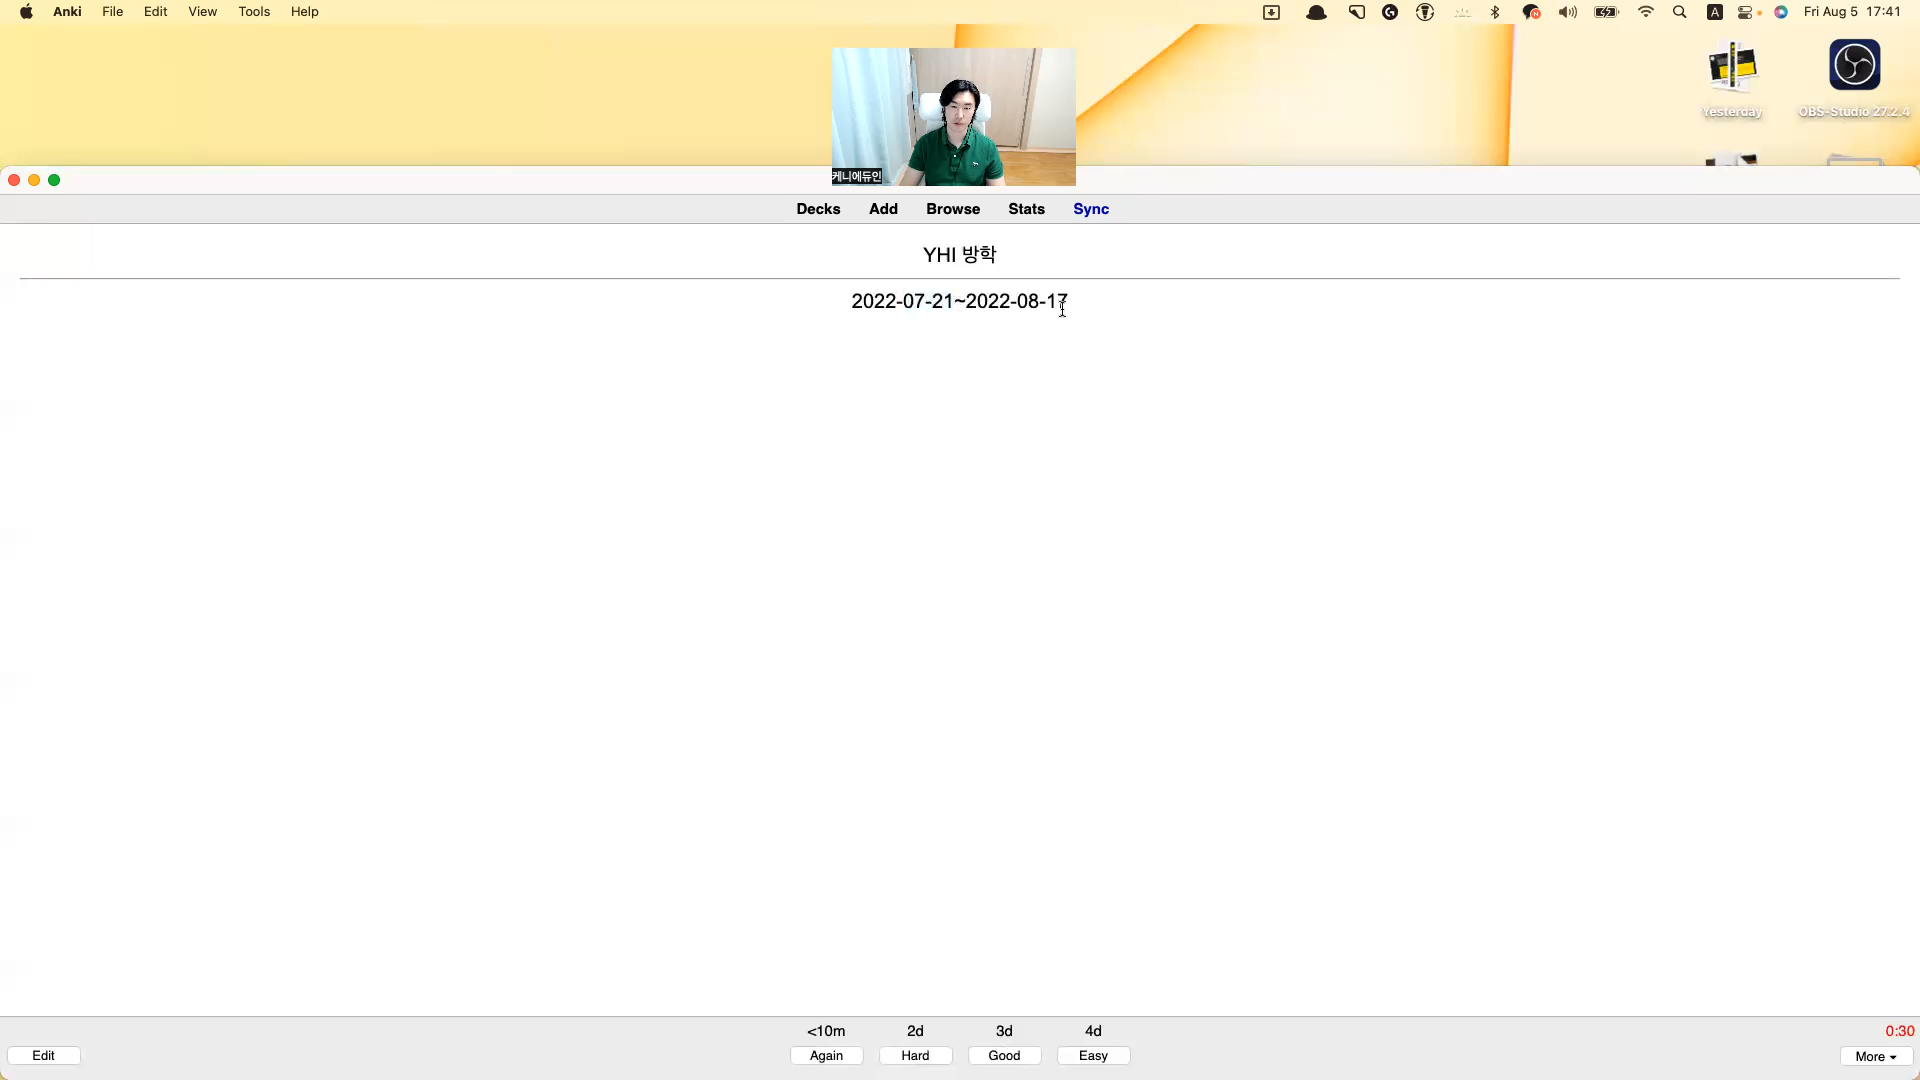 Anki File Edit View Tools Help
A Fri Aug 5 17:41
Yesterday OBS-Studio 27.2.4
케니에듀인
Decks Add Browse Stats Sync
YHI 방학
2022-07-21~2022-08-17
<10m 2d 3d 4d 0:30
Edit Again Hard Good Easy More